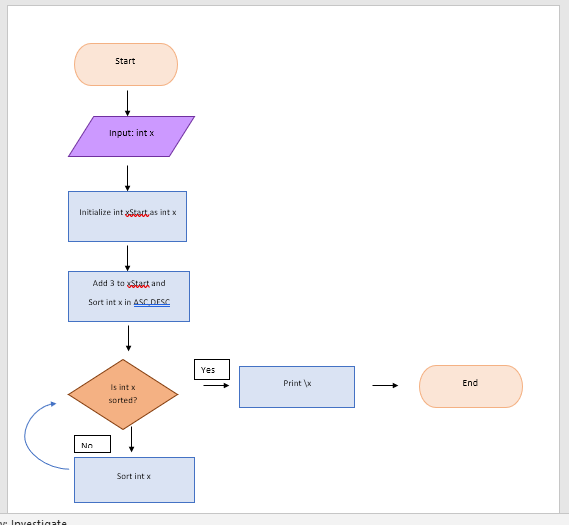 Start
Input: int x
Initialize int xStart as int x
Add 3 to xStart and
Sort int x in ASC,DESC
Is int x
sorted?
Yes
Print \x
End
No
Sort int x
y: Investigate